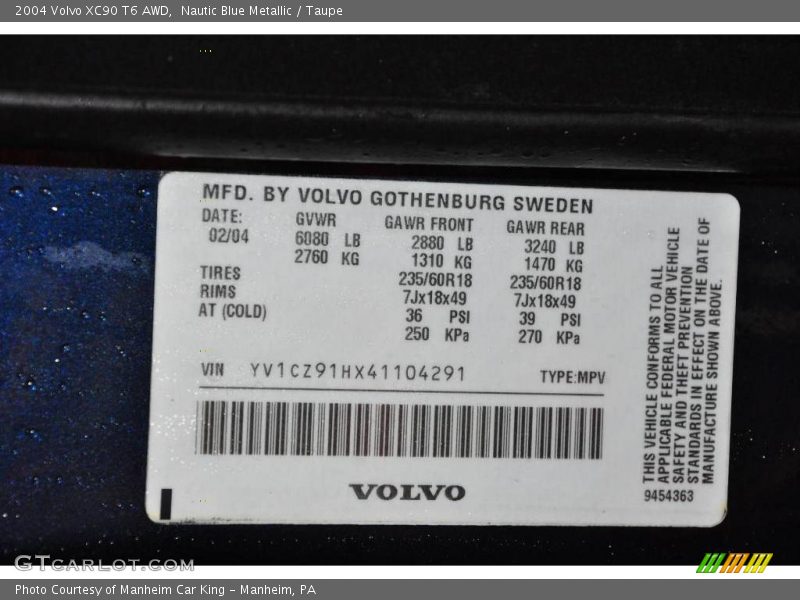 2004 Volvo XC90 T6 AWD, Nautic Blue Metallic / Taupe
MFD. BY VOLVO GOTHENBURG SWEDEN
DATE: GVWR GAWR FRONT GAWR REAR
02/04 6080 LB 2880 LB 3240 LB
2760 KG 1310 KG 1470 KG
TIRES 235/60R18 235/60R18
RIMS 7Jx18x49 7Jx18x49
AT (COLD) 36 PSI 39 PSI
250 KPa 270 KPa
VIN YV1CZ91HX41104291 TYPE:MPV
VOLVO
THIS VEHICLE CONFORMS TO ALL
APPLICABLE FEDERAL MOTOR VEHICLE
SAFETY AND THEFT PREVENTION
STANDARDS IN EFFECT ON THE DATE OF
MANUFACTURE SHOWN ABOVE.
9454363
GTCarLot.com
Photo Courtesy of Manheim Car King - Manheim, PA